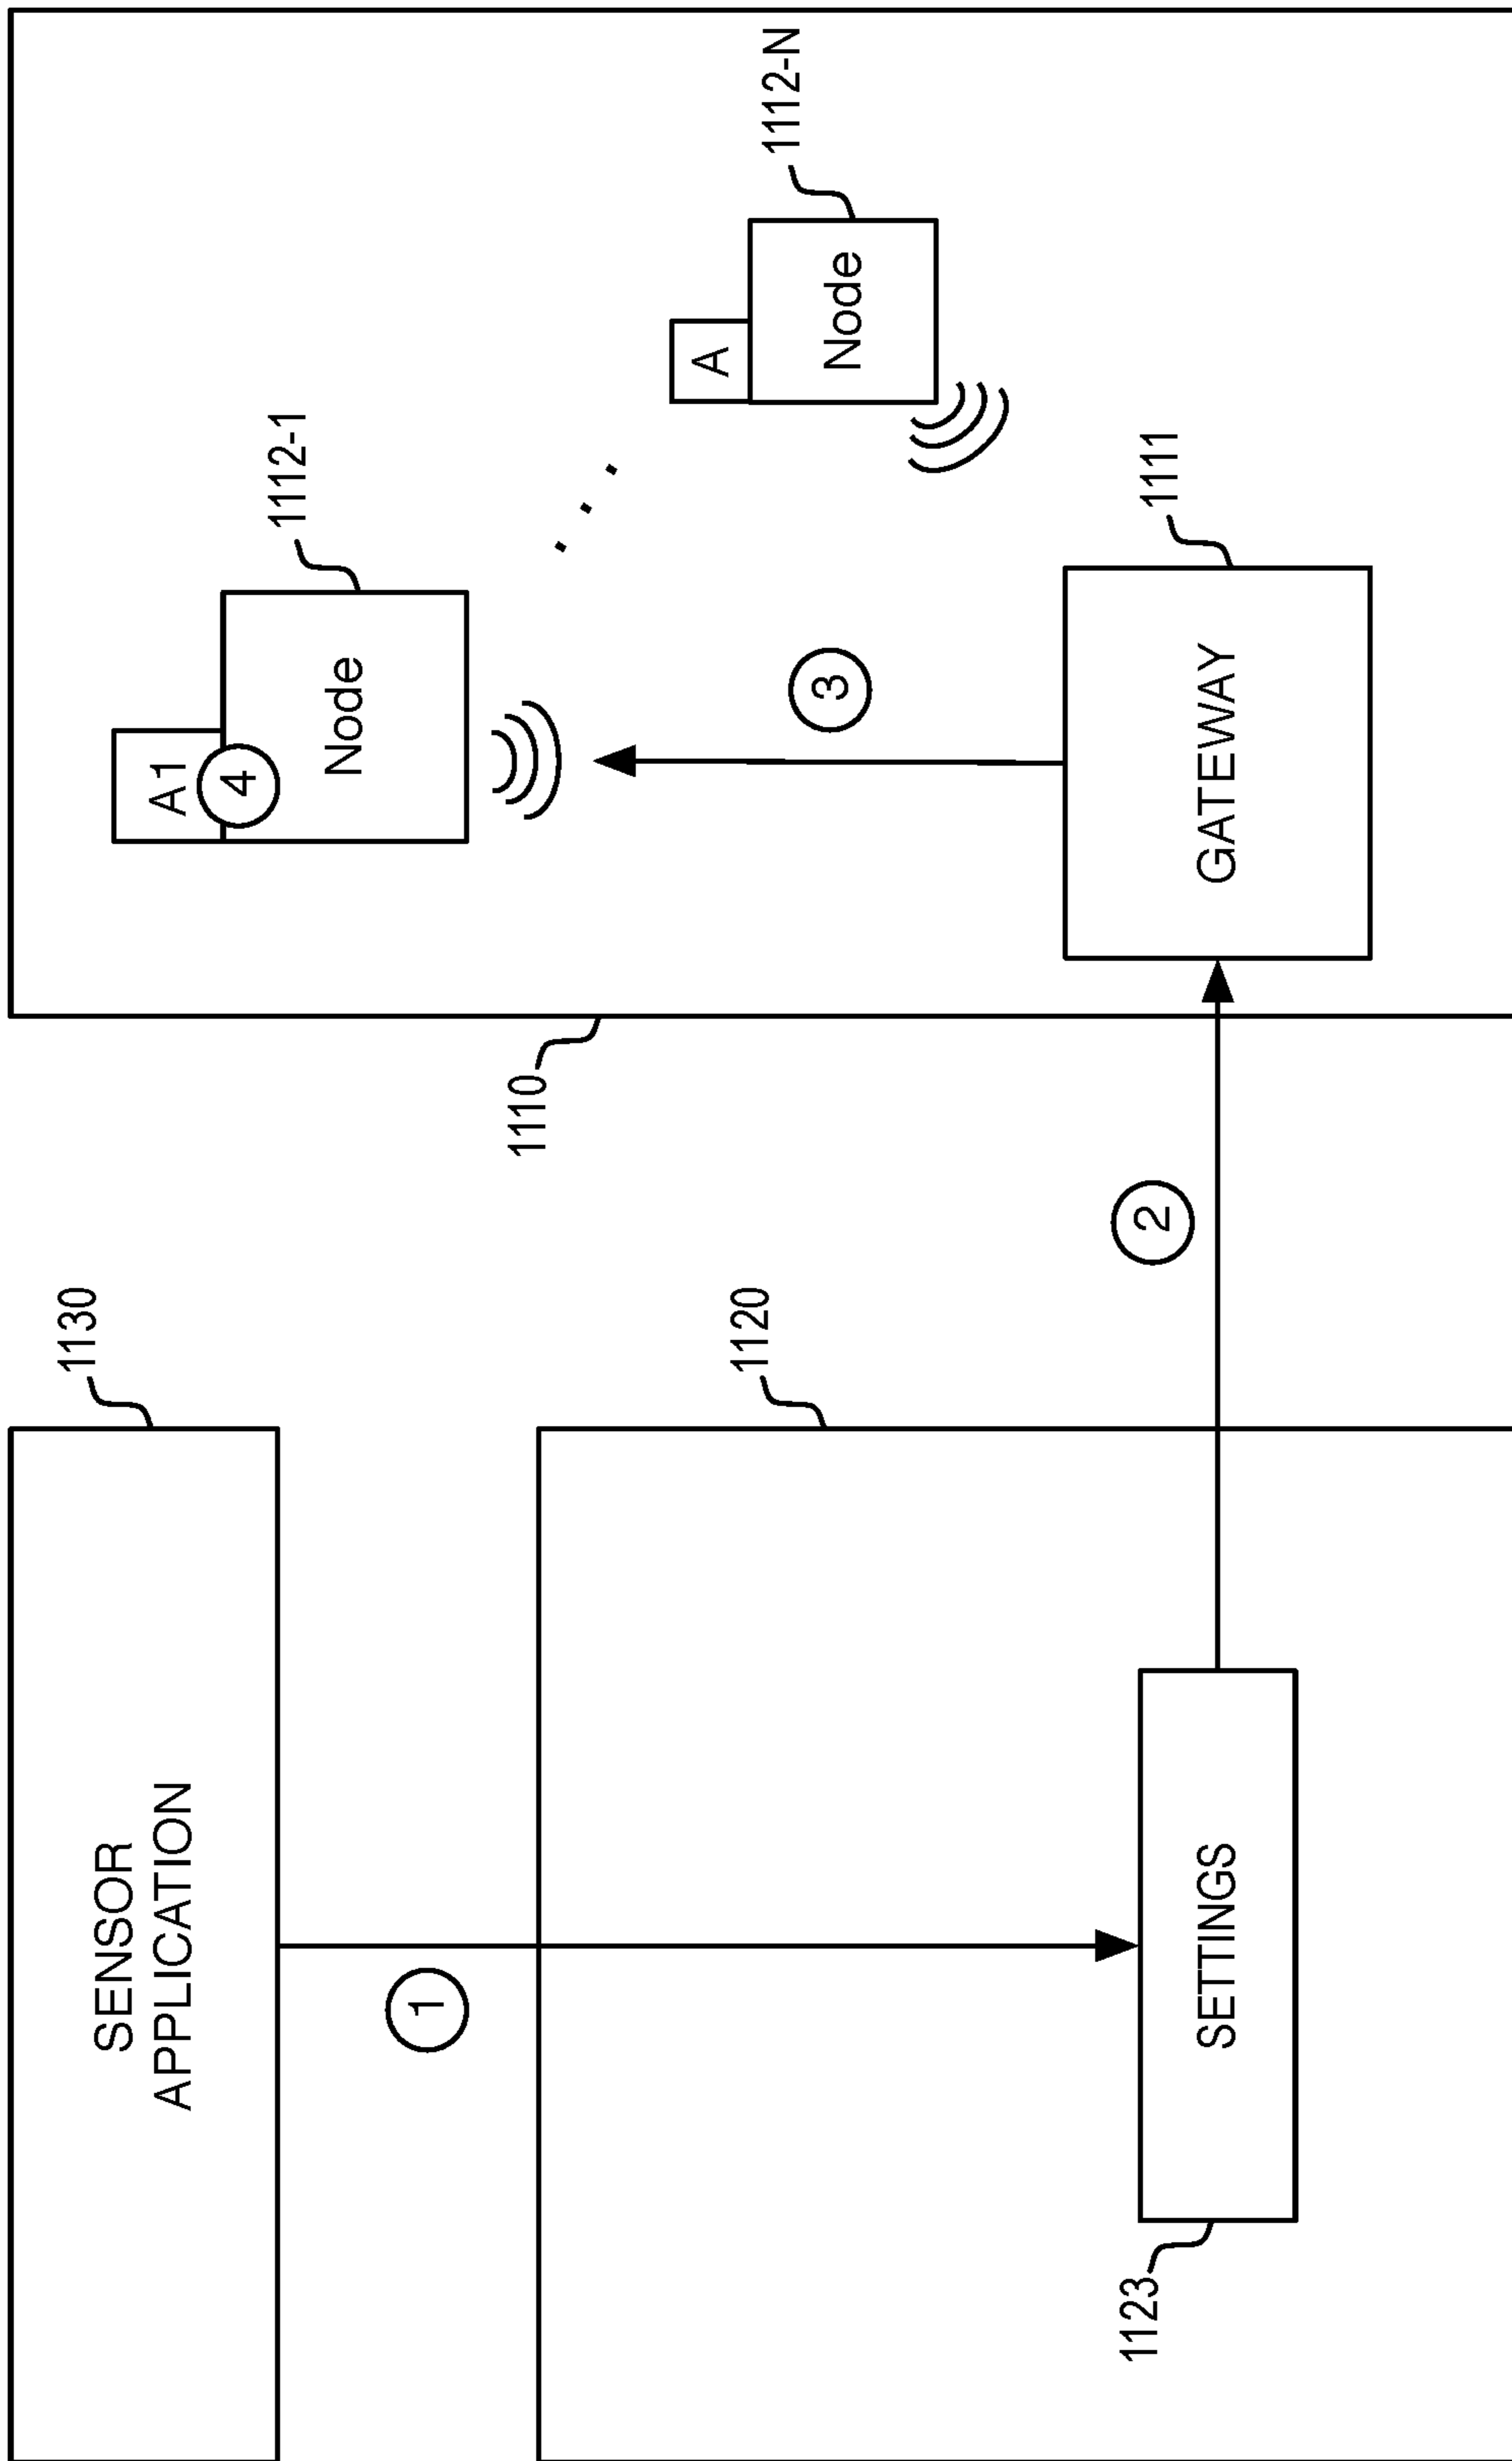 1130
SENSOR
APPLICATION
1
1120
1123
SETTINGS
2
1110
A1
4
Node
1112-1
A
Node
1112-N
3
1111
GATEWAY